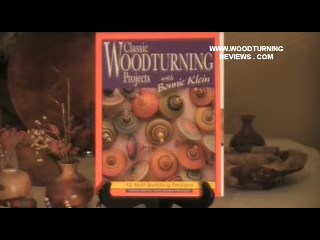 WWW.WOODTURNING
REVIEWS . COM
Classic
WOODTURNING
Projects
with
Bonnie Klein
12 Skill-Building Designs